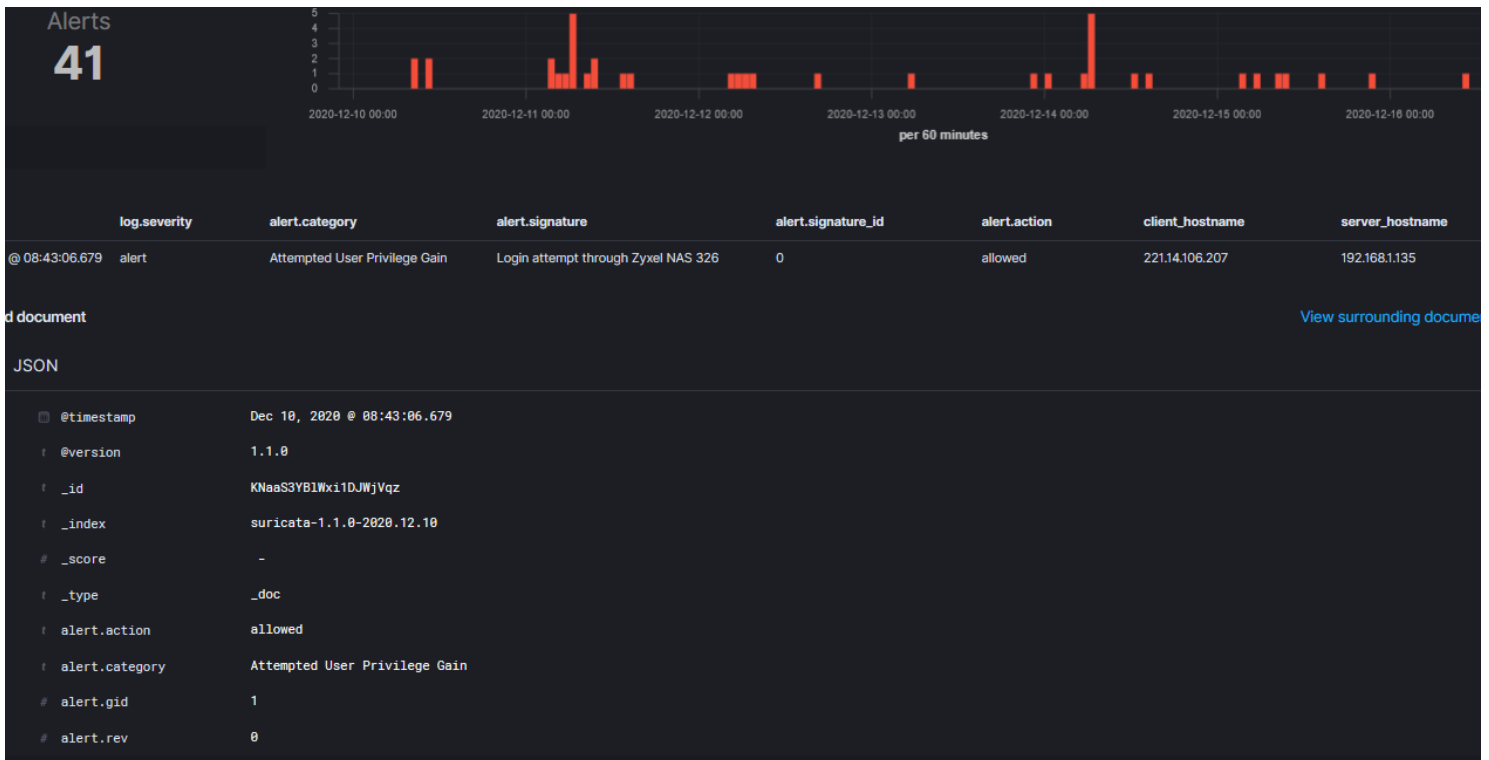 Alerts
41
5
4
3
2
1
0
2020-12-10 00:00 2020-12-11 00:00 2020-12-12 00:00 2020-12-13 00:00 2020-12-14 00:00 2020-12-15 00:00 2020-12-16 00:00
per 60 minutes
log.severity alert.category alert.signature alert.signature_id alert.action client_hostname server_hostname
@ 08:43:06.679 alert Attempted User Privilege Gain Login attempt through Zyxel NAS 326 0 allowed 221.14.106.207 192.168.1.135
d document View surrounding docume
JSON
@timestamp Dec 10, 2020 @ 08:43:06.679
t @version 1.1.0
t _id KNaaS3YBlWxi1DJWjVqz
t _index suricata-1.1.0-2020.12.10
# _score -
t _type _doc
t alert.action allowed
t alert.category Attempted User Privilege Gain
# alert.gid 1
# alert.rev 0